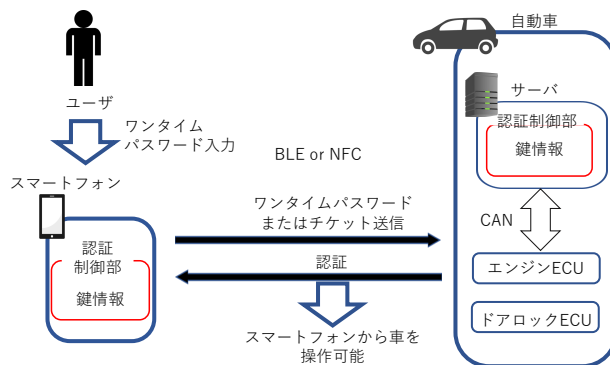 自動車
サーバ
認証制御部
鍵情報
CAN
エンジンECU
ドアロックECU
ユーザ
ワンタイム
パスワード入力
スマートフォン
認証
制御部
鍵情報
BLE or NFC
ワンタイムパスワード
またはチケット送信
認証
スマートフォンから車を
操作可能